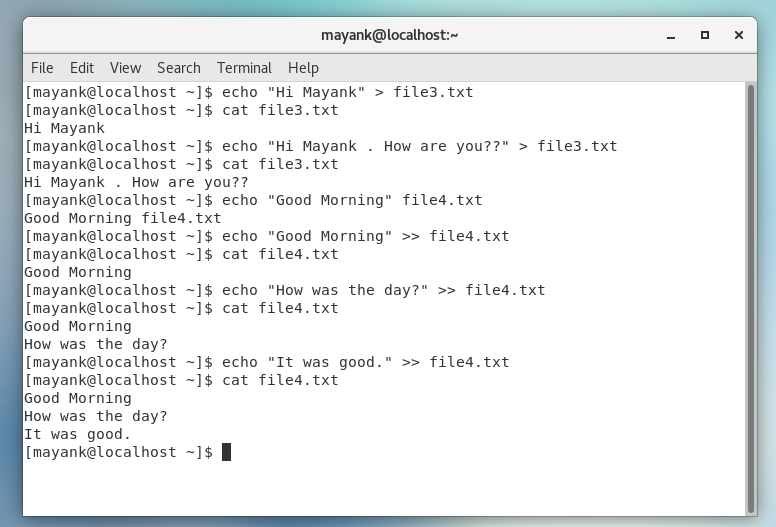 mayank@localhost:~
File Edit View Search Terminal Help
[mayank@localhost ~]$ echo "Hi Mayank" > file3.txt
[mayank@localhost ~]$ cat file3.txt
Hi Mayank
[mayank@localhost ~]$ echo "Hi Mayank . How are you??" > file3.txt
[mayank@localhost ~]$ cat file3.txt
Hi Mayank . How are you??
[mayank@localhost ~]$ echo "Good Morning" file4.txt
Good Morning file4.txt
[mayank@localhost ~]$ echo "Good Morning" >> file4.txt
[mayank@localhost ~]$ cat file4.txt
Good Morning
[mayank@localhost ~]$ echo "How was the day?" >> file4.txt
[mayank@localhost ~]$ cat file4.txt
Good Morning
How was the day?
[mayank@localhost ~]$ echo "It was good." >> file4.txt
[mayank@localhost ~]$ cat file4.txt
Good Morning
How was the day?
It was good.
[mayank@localhost ~]$